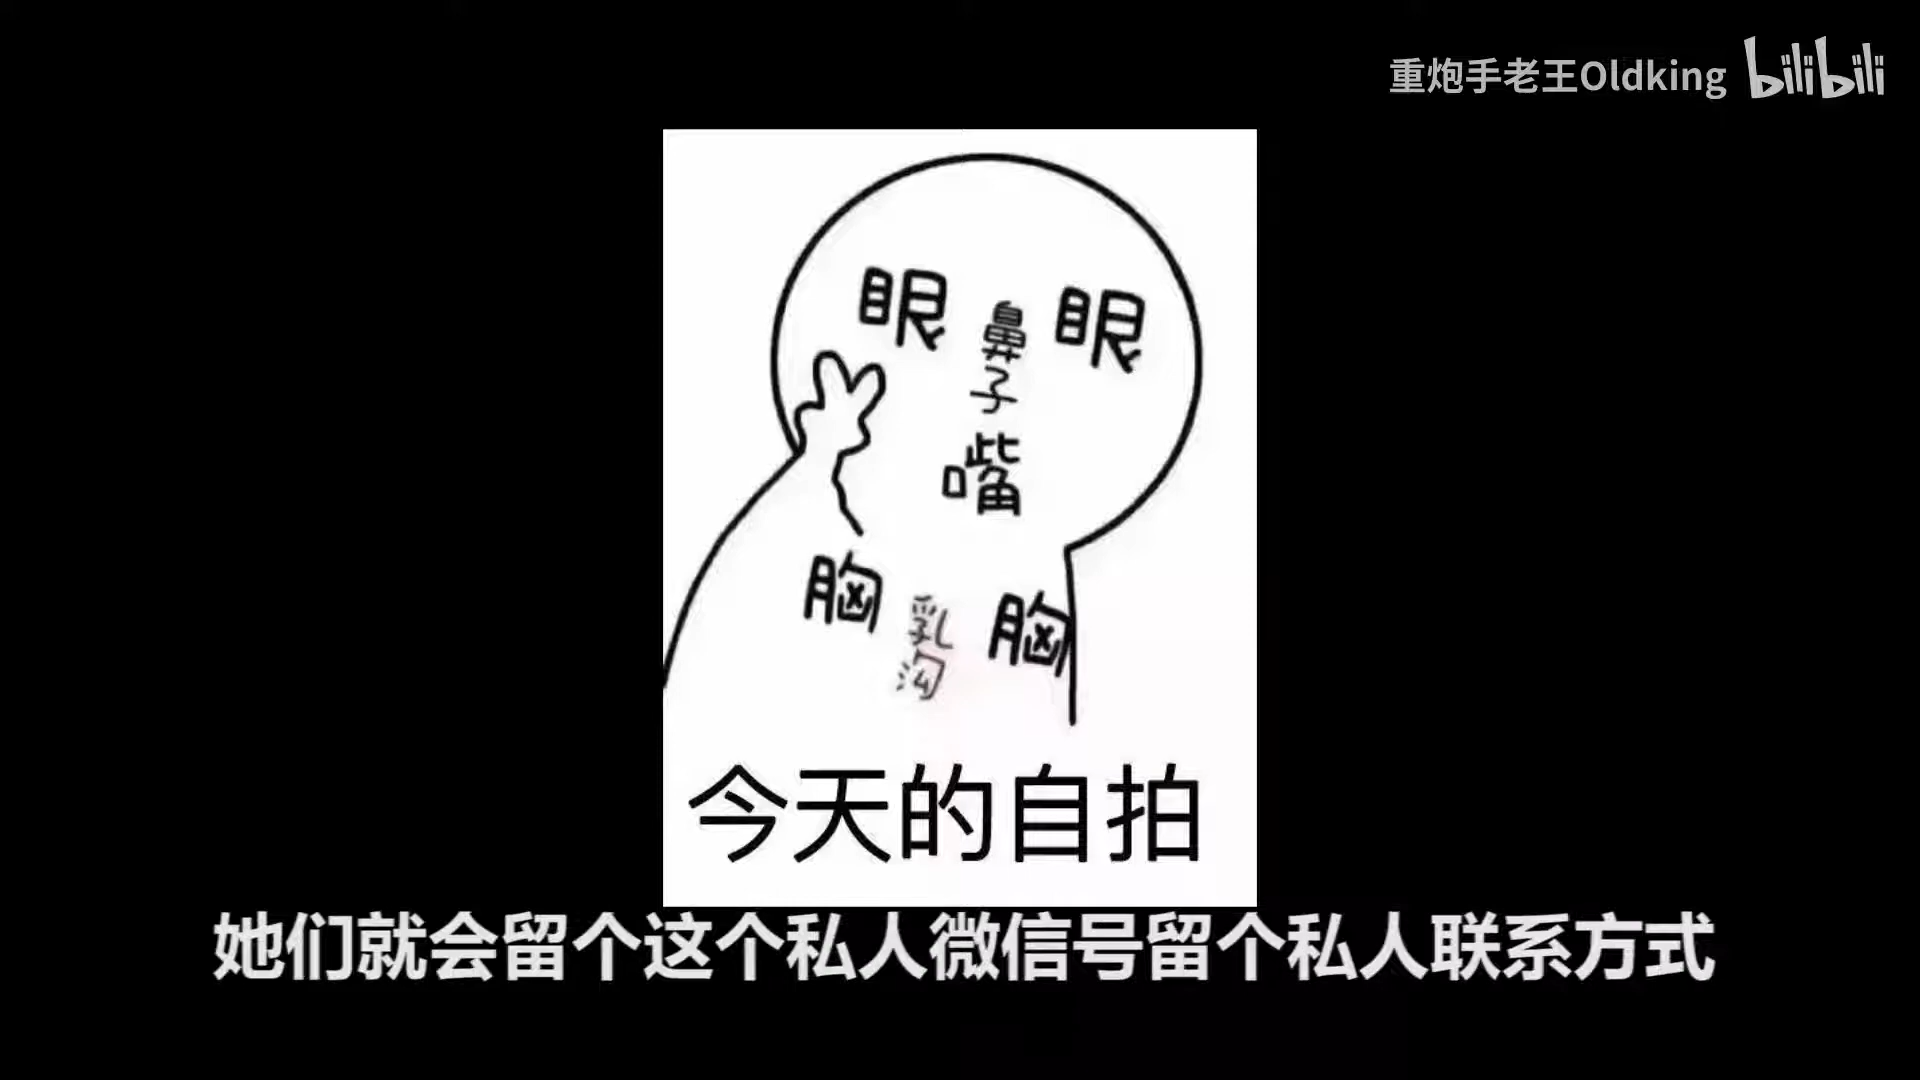 重炮手老王Oldking bilibili
眼 鼻子 眼
嘴
胸 乳沟 胸
今天的自拍
她们就会留个这个私人微信号留个私人联系方式